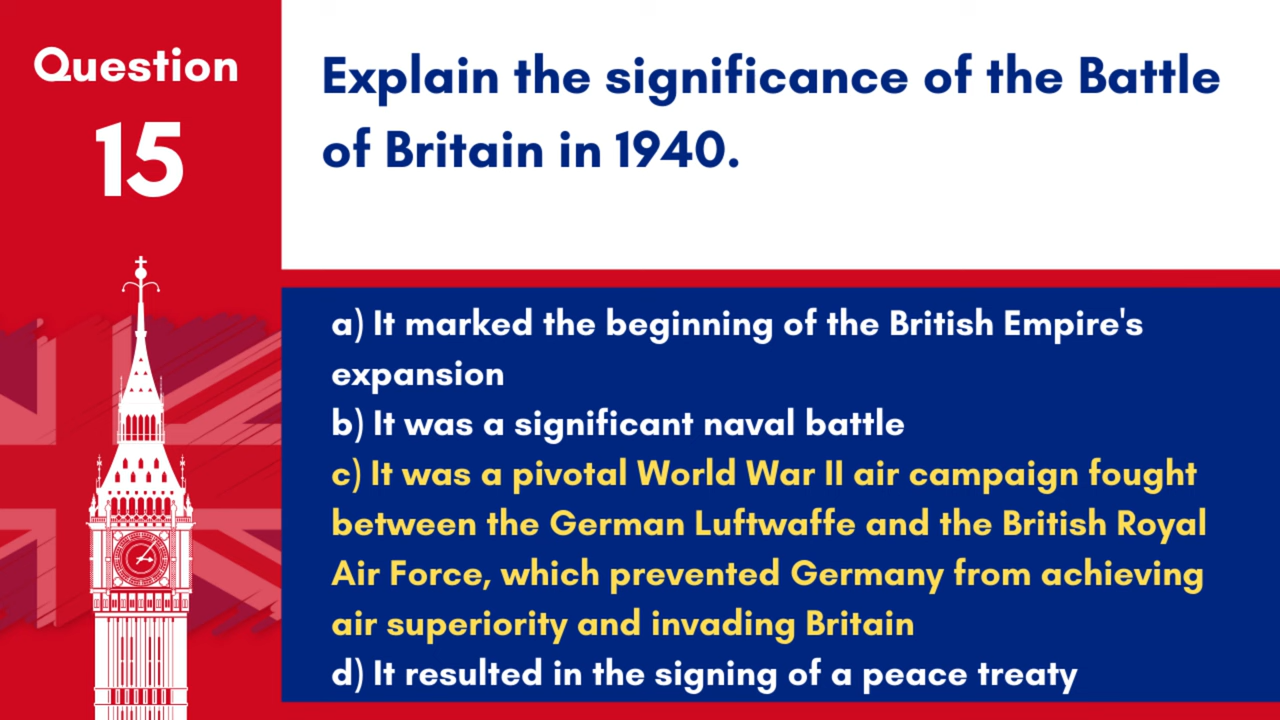 Question
15
Explain the significance of the Battle
of Britain in 1940.
a) It marked the beginning of the British Empire's
expansion
b) It was a significant naval battle
c) It was a pivotal World War II air campaign fought
between the German Luftwaffe and the British Royal
Air Force, which prevented Germany from achieving
air superiority and invading Britain
d) It resulted in the signing of a peace treaty